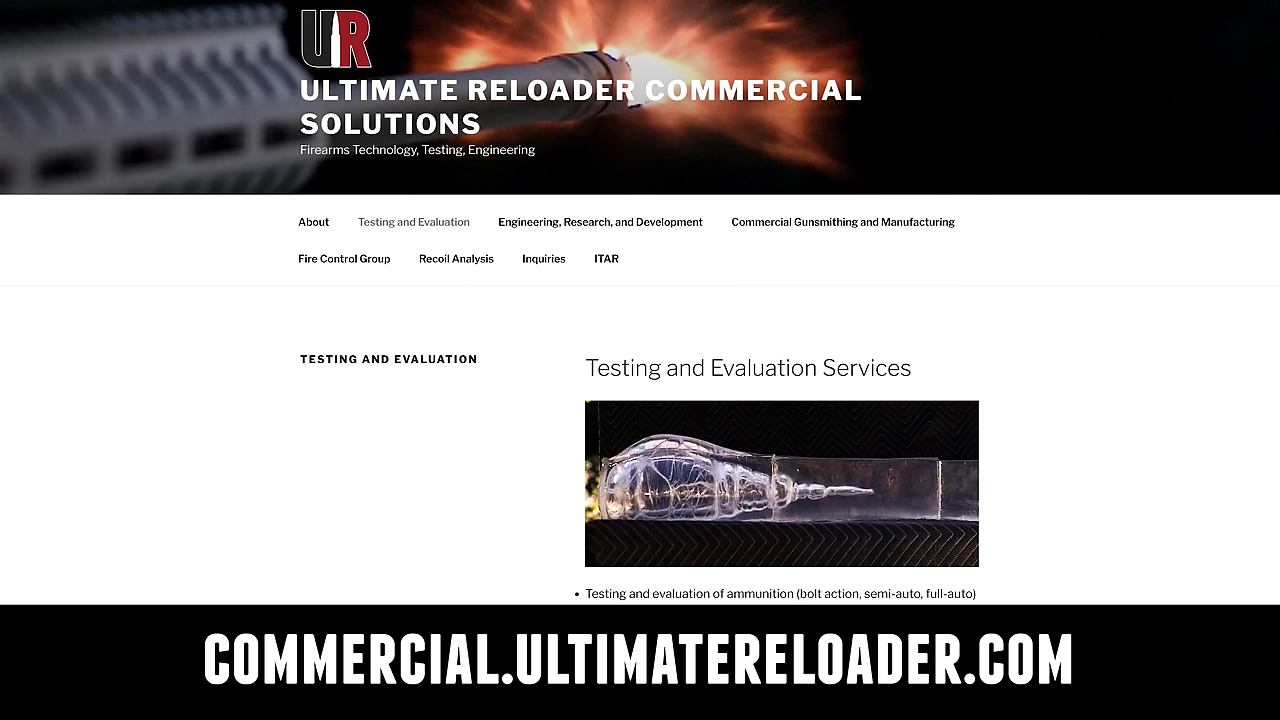 UR
ULTIMATE RELOADER COMMERCIAL
SOLUTIONS
Firearms Technology, Testing, Engineering
About Testing and Evaluation Engineering, Research, and Development Commercial Gunsmithing and Manufacturing
Fire Control Group Recoil Analysis Inquiries ITAR
TESTING AND EVALUATION
Testing and Evaluation Services
• Testing and evaluation of ammunition (bolt action, semi-auto, full-auto)
COMMERCIAL.ULTIMATERELOADER.COM